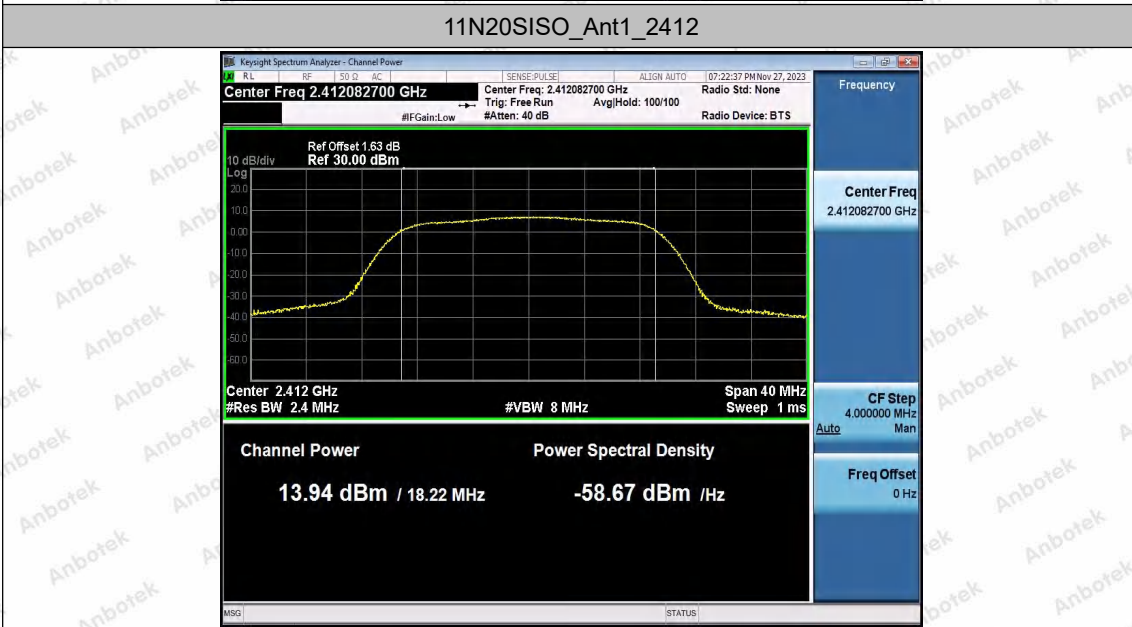 11N20SISO_Ant1_2412
Keysight Spectrum Analyzer - Channel Power
RL RF 50 Ω AC SENSE:PULSE ALIGN AUTO 07:22:37 PM Nov 27, 2023
Center Freq 2.412082700 GHz Center Freq: 2.412082700 GHz Radio Std: None
Trig: Free Run Avg|Hold: 100/100
#IFGain:Low #Atten: 40 dB Radio Device: BTS
Frequency
Ref Offset 1.63 dB
10 dB/div Ref 30.00 dBm
Log
20.0
10.0
0.00
-10.0
-20.0
-30.0
-40.0
-50.0
-60.0
Center 2.412 GHz Span 40 MHz
#Res BW 2.4 MHz #VBW 8 MHz Sweep 1 ms
Channel Power Power Spectral Density
13.94 dBm / 18.22 MHz -58.67 dBm /Hz
Center Freq
2.412082700 GHz
CF Step
4.000000 MHz
Auto Man
Freq Offset
0 Hz
MSG STATUS
Anbotek